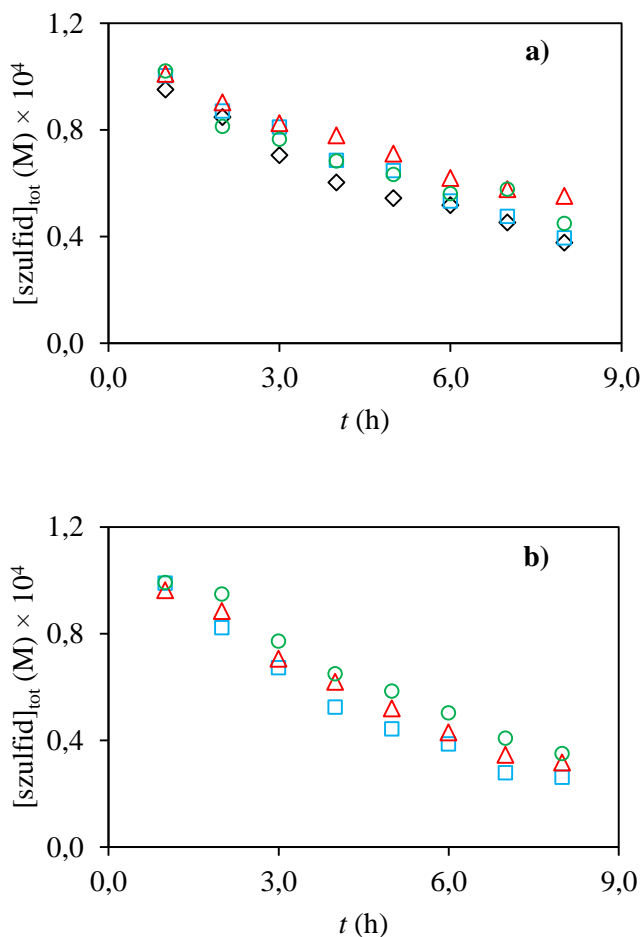 1,2
a)
0,8
0,4
0,0
[szulfid]tot (M) × 10⁴
0,0 3,0 6,0 9,0
t (h)
1,2
b)
0,8
0,4
0,0
[szulfid]tot (M) × 10⁴
0,0 3,0 6,0 9,0
t (h)